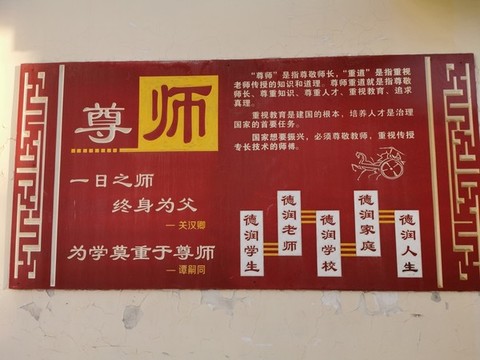 尊师
一日之师
终身为父
—关汉卿
为学莫重于尊师
—谭嗣同
“尊师”是指尊敬师长，“重道”是指重视
老师传授的知识和道理。尊师重道就是指尊敬
师长、尊重知识、尊重人才、重视教育、追求
真理。
重视教育是建国的根本，培养人才是治理
国家的首要任务。
国家想要振兴，必须尊敬教师，重视传授
专长技术的师傅。
德润学生
德润老师
德润学校
德润家庭
德润人生